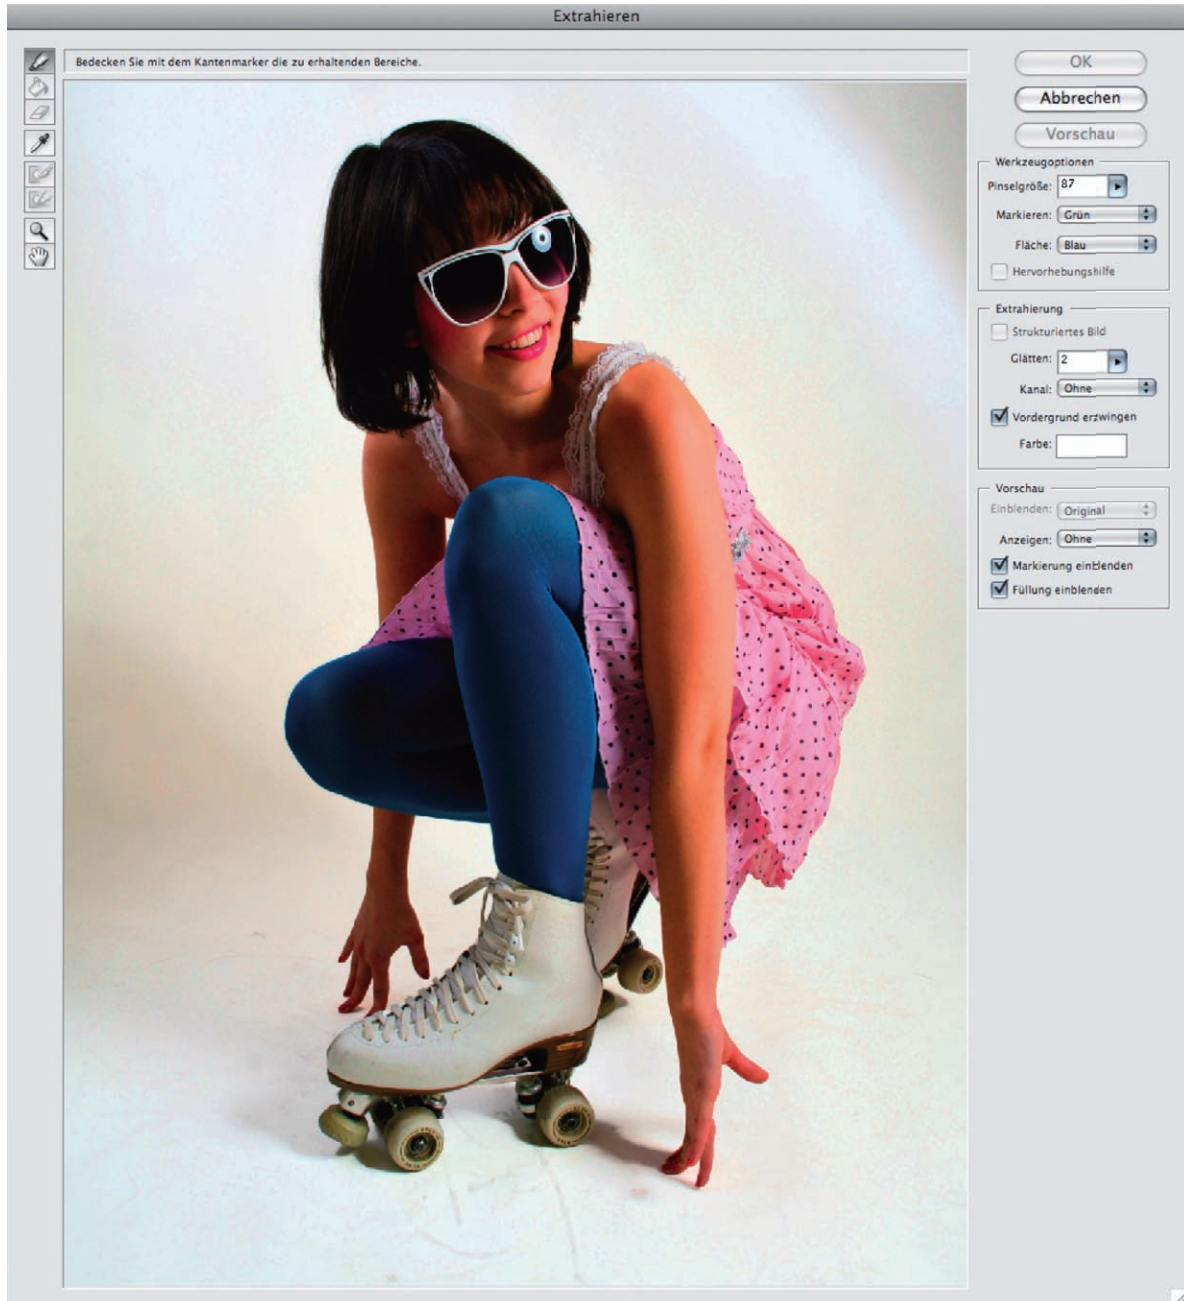 Extrahieren
Bedecken Sie mit dem Kantenmarker die zu erhaltenden Bereiche.
OK
Abbrechen
Vorschau
Werkzeugoptionen
Pinselgröße: 87
Markieren: Grün
Fläche: Blau
Hervorhebungshilfe
Extrahierung
Strukturiertes Bild
Glätten: 2
Kanal: Ohne
Vordergrund erzwingen
Farbe:
Vorschau
Einblenden: Original
Anzeigen: Ohne
Markierung einblenden
Füllung einblenden